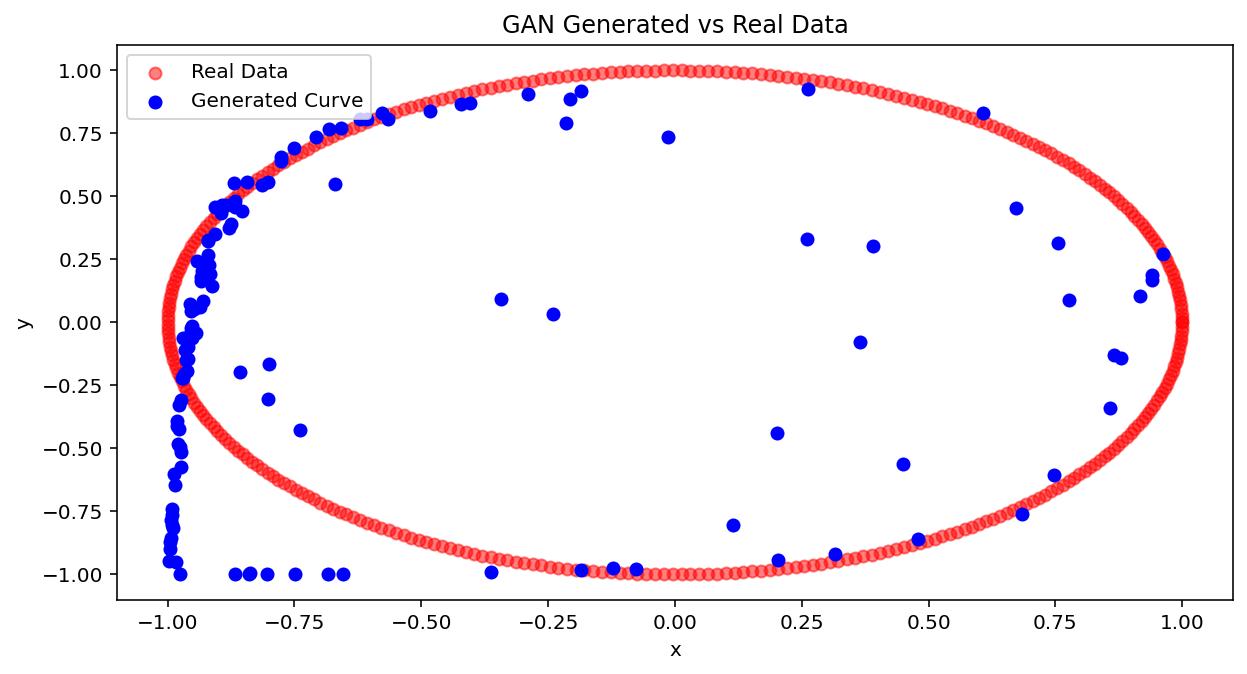 GAN Generated vs Real Data
Real Data
Generated Curve
1.00
0.75
0.50
0.25
0.00
−0.25
−0.50
−0.75
−1.00
y
−1.00 −0.75 −0.50 −0.25 0.00 0.25 0.50 0.75 1.00
x